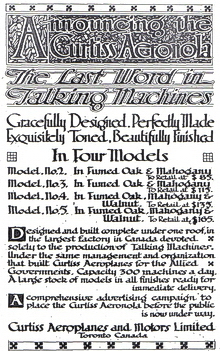 Announcing the
Curtiss Aeronola
The Last Word in
Talking Machines
Gracefully Designed, Perfectly Made
Exquisitely Toned, Beautifully Finished
In Four Models
Model, No.2, In Fumed Oak & Mahogany
To Retail at $ 85.
Model, No.3, In Fumed Oak & Mahogany
To Retail at $ 115.
Model, No.4, In Fumed Oak, Mahogany &
Walnut. To Retail at $135.
Model, No.5, In Fumed Oak, Mahogany &
Walnut. To Retail at $165.
Designed and built complete under one roof, in
the largest Factory in Canada devoted
solely to the production of Talking Machines.
Under the same management and organization
that built Curtiss Aeroplanes for the Allied
Governments. Capacity 300 machines a day.
A large stock of models in all finishes ready for
immediate delivery.
A comprehensive advertising campaign to
place the Curtiss Aeronola before the public
is now under way.
Curtiss Aeroplanes and Motors Limited
Toronto Canada